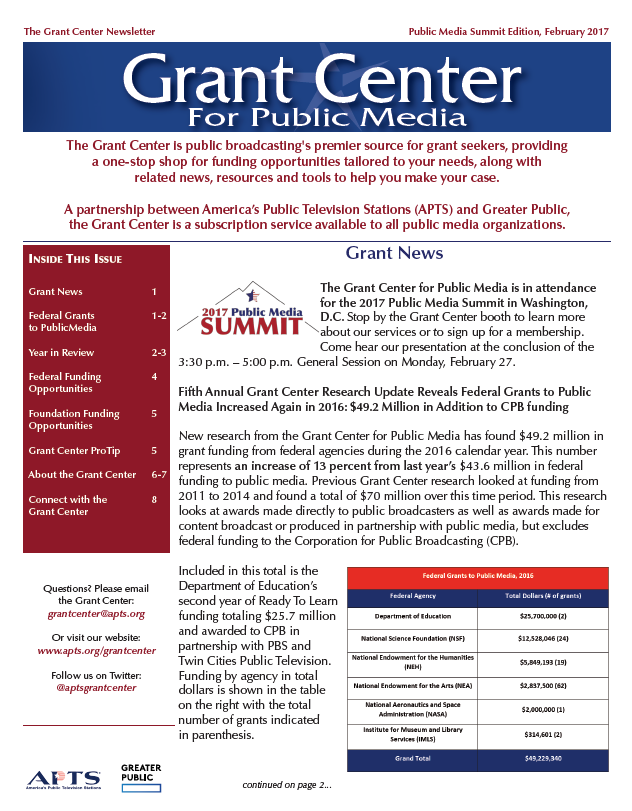 The Grant Center Newsletter
Public Media Summit Edition, February 2017
Grant Center
For Public Media
The Grant Center is public broadcasting's premier source for grant seekers, providing
a one-stop shop for funding opportunities tailored to your needs, along with
related news, resources and tools to help you make your case.
A partnership between America's Public Television Stations (APTS) and Greater Public,
the Grant Center is a subscription service available to all public media organizations.
INSIDE THIS ISSUE
Grant News 1
Federal Grants 1-2
to PublicMedia
Year in Review 2-3
Federal Funding 4
Opportunities
Foundation Funding 5
Opportunities
Grant Center ProTip 5
About the Grant Center 6-7
Connect with the 8
Grant Center
Questions? Please email
the Grant Center:
grantcenter@apts.org
Or visit our website:
www.apts.org/grantcenter
Follow us on Twitter:
@aptsgrantcenter
APTS
America's Public Television Stations
GREATER
PUBLIC
Grant News
2017 Public Media
SUMMIT
The Grant Center for Public Media is in attendance
for the 2017 Public Media Summit in Washington,
D.C. Stop by the Grant Center booth to learn more
about our services or to sign up for a membership.
Come hear our presentation at the conclusion of the
3:30 p.m. – 5:00 p.m. General Session on Monday, February 27.
Fifth Annual Grant Center Research Update Reveals Federal Grants to Public
Media Increased Again in 2016: $49.2 Million in Addition to CPB funding
New research from the Grant Center for Public Media has found $49.2 million in
grant funding from federal agencies during the 2016 calendar year. This number
represents an increase of 13 percent from last year's $43.6 million in federal
funding to public media. Previous Grant Center research looked at funding from
2011 to 2014 and found a total of $70 million over this time period. This research
looks at awards made directly to public broadcasters as well as awards made for
content broadcast or produced in partnership with public media, but excludes
federal funding to the Corporation for Public Broadcasting (CPB).
Included in this total is the
Department of Education's
second year of Ready To Learn
funding totaling $25.7 million
and awarded to CPB in
partnership with PBS and
Twin Cities Public Television.
Funding by agency in total
dollars is shown in the table
on the right with the total
number of grants indicated
in parenthesis.
Federal Grants to Public Media, 2016
Federal Agency Total Dollars (# of grants)
Department of Education $25,700,000 (2)
National Science Foundation (NSF) $12,528,046 (24)
National Endowment for the Humanities $5,849,193 (19)
(NEH)
National Endowment for the Arts (NEA) $2,837,500 (62)
National Aeronautics and Space $2,000,000 (1)
Administration (NASA)
Institute for Museum and Library $314,601 (2)
Services (IMLS)
Grand Total $49,229,340
continued on page 2...